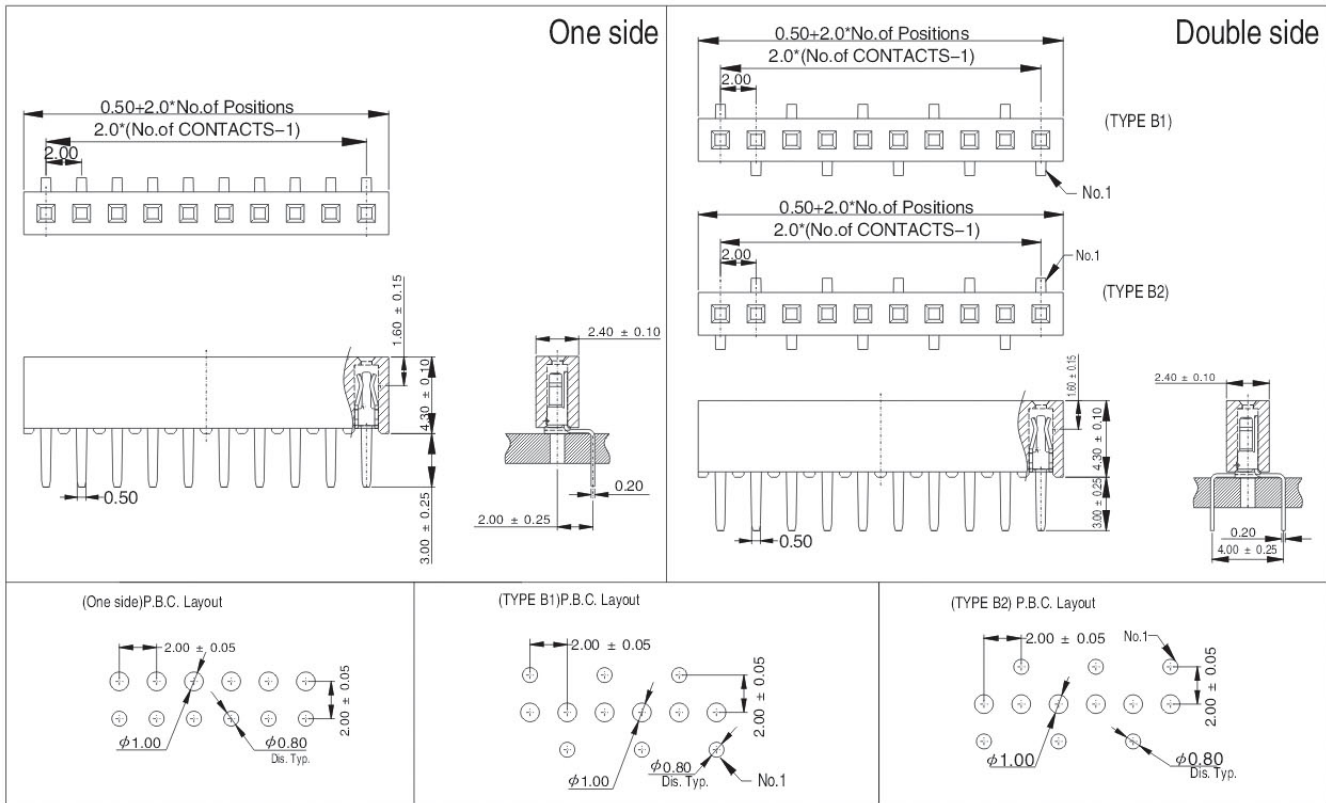 One side
0.50+2.0*No.of Positions
2.0*(No.of CONTACTS-1)
2.00
1.60 ± 0.15
4.30 ± 0.10
3.00 ± 0.25
0.50
2.40 ± 0.10
0.20
2.00 ± 0.25
Double side
0.50+2.0*No.of Positions
2.0*(No.of CONTACTS-1)
2.00
(TYPE B1)
No.1
0.50+2.0*No.of Positions
2.0*(No.of CONTACTS-1)
2.00
No.1
(TYPE B2)
1.60 ± 0.15
4.30 ± 0.10
3.00 ± 0.25
0.50
2.40 ± 0.10
0.20
4.00 ± 0.25
(One side)P.B.C. Layout
2.00 ± 0.05
2.00 ± 0.05
ϕ1.00
ϕ0.80
Dis. Typ.
(TYPE B1)P.B.C. Layout
2.00 ± 0.05
2.00 ± 0.05
ϕ1.00
ϕ0.80
Dis. Typ.
No.1
(TYPE B2) P.B.C. Layout
2.00 ± 0.05
No.1
2.00 ± 0.05
ϕ1.00
ϕ0.80
Dis. Typ.